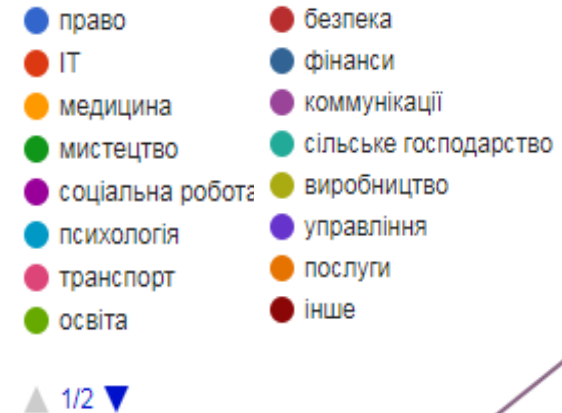 право
IT
медицина
мистецтво
соціальна робота
психологія
транспорт
освіта
1/2
безпека
фінанси
коммунікації
сільське господарство
виробництво
управління
послуги
інше